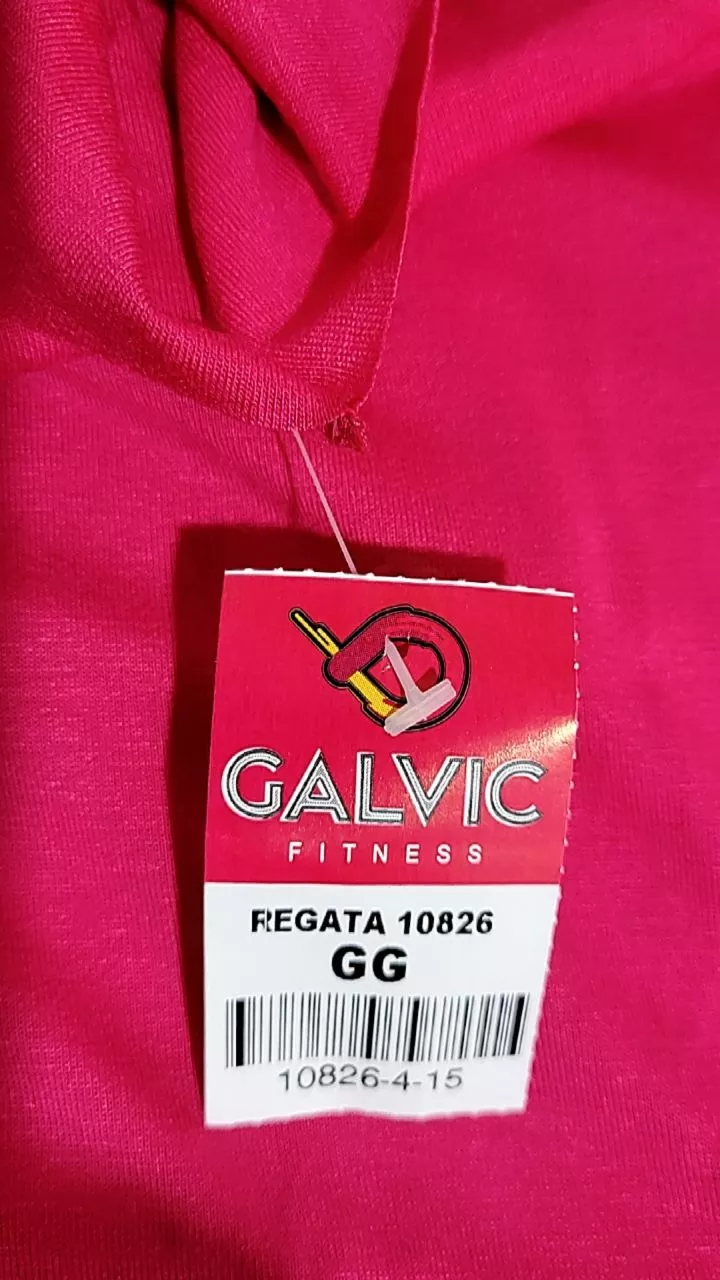 GALVIC
FITNESS
REGATA 10826
GG
10826-4-15